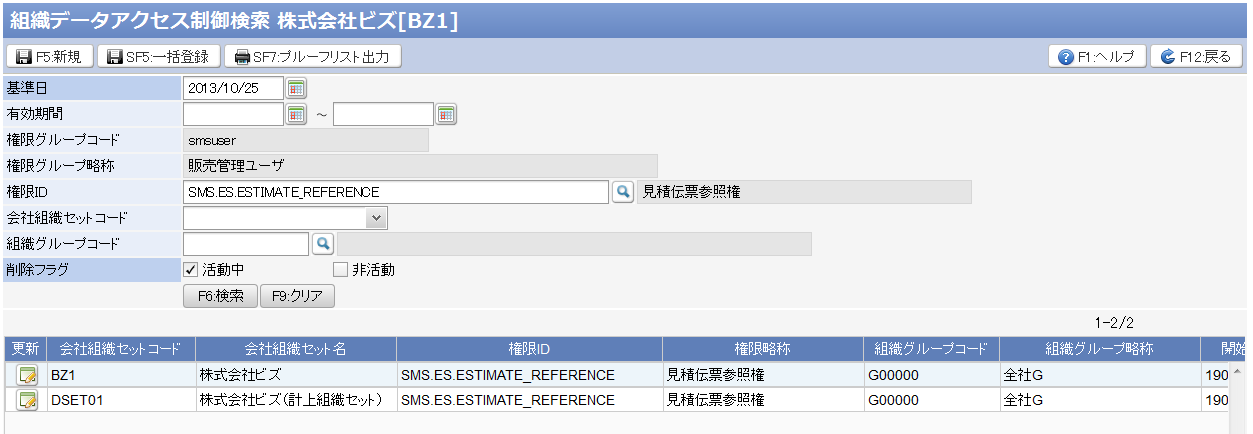 組織データアクセス制御検索 株式会社ビズ[BZ1]
F5:新規 SF5:一括登録 SF7:プルーフリスト出力 F1:ヘルプ F12:戻る
基準日 2013/10/25
有効期間 ～
権限グループコード smsuser
権限グループ略称 販売管理ユーザ
権限ID SMS.ES.ESTIMATE_REFERENCE 見積伝票参照権
会社組織セットコード
組織グループコード
削除フラグ 活動中 非活動
F6:検索 F9:クリア
1-2/2
更新 会社組織セットコード 会社組織セット名 権限ID 権限略称 組織グループコード 組織グループ略称 開始
BZ1 株式会社ビズ SMS.ES.ESTIMATE_REFERENCE 見積伝票参照権 G00000 全社G 190
DSET01 株式会社ビズ(計上組織セット) SMS.ES.ESTIMATE_REFERENCE 見積伝票参照権 G00000 全社G 190